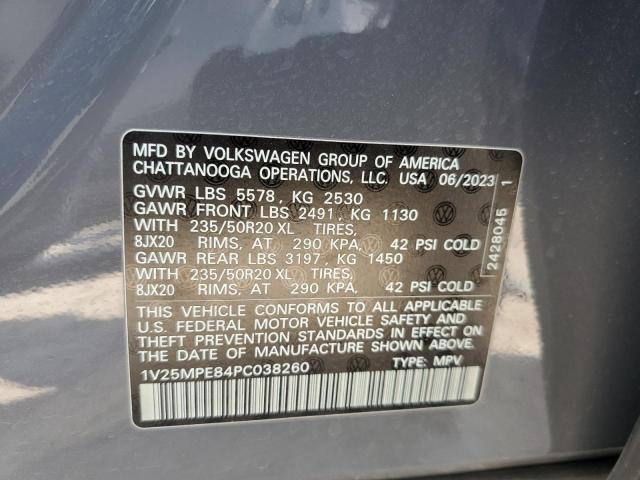 MFD BY VOLKSWAGEN GROUP OF AMERICA
CHATTANOOGA OPERATIONS, LLC. USA 06/2023
GVWR LBS 5578, KG 2530
GAWR FRONT LBS 2491, KG 1130
WITH 235/50R20 XL TIRES,
8JX20 RIMS, AT 290 KPA, 42 PSI COLD
GAWR REAR LBS 3197, KG 1450
WITH 235/50R20 XL TIRES,
8JX20 RIMS, AT 290 KPA, 42 PSI COLD
THIS VEHICLE CONFORMS TO ALL APPLICABLE
U.S. FEDERAL MOTOR VEHICLE SAFETY AND
THEFT PREVENTION STANDARDS IN EFFECT ON
THE DATE OF MANUFACTURE SHOWN ABOVE.
1V25MPE84PC038260 TYPE: MPV
2428045 1